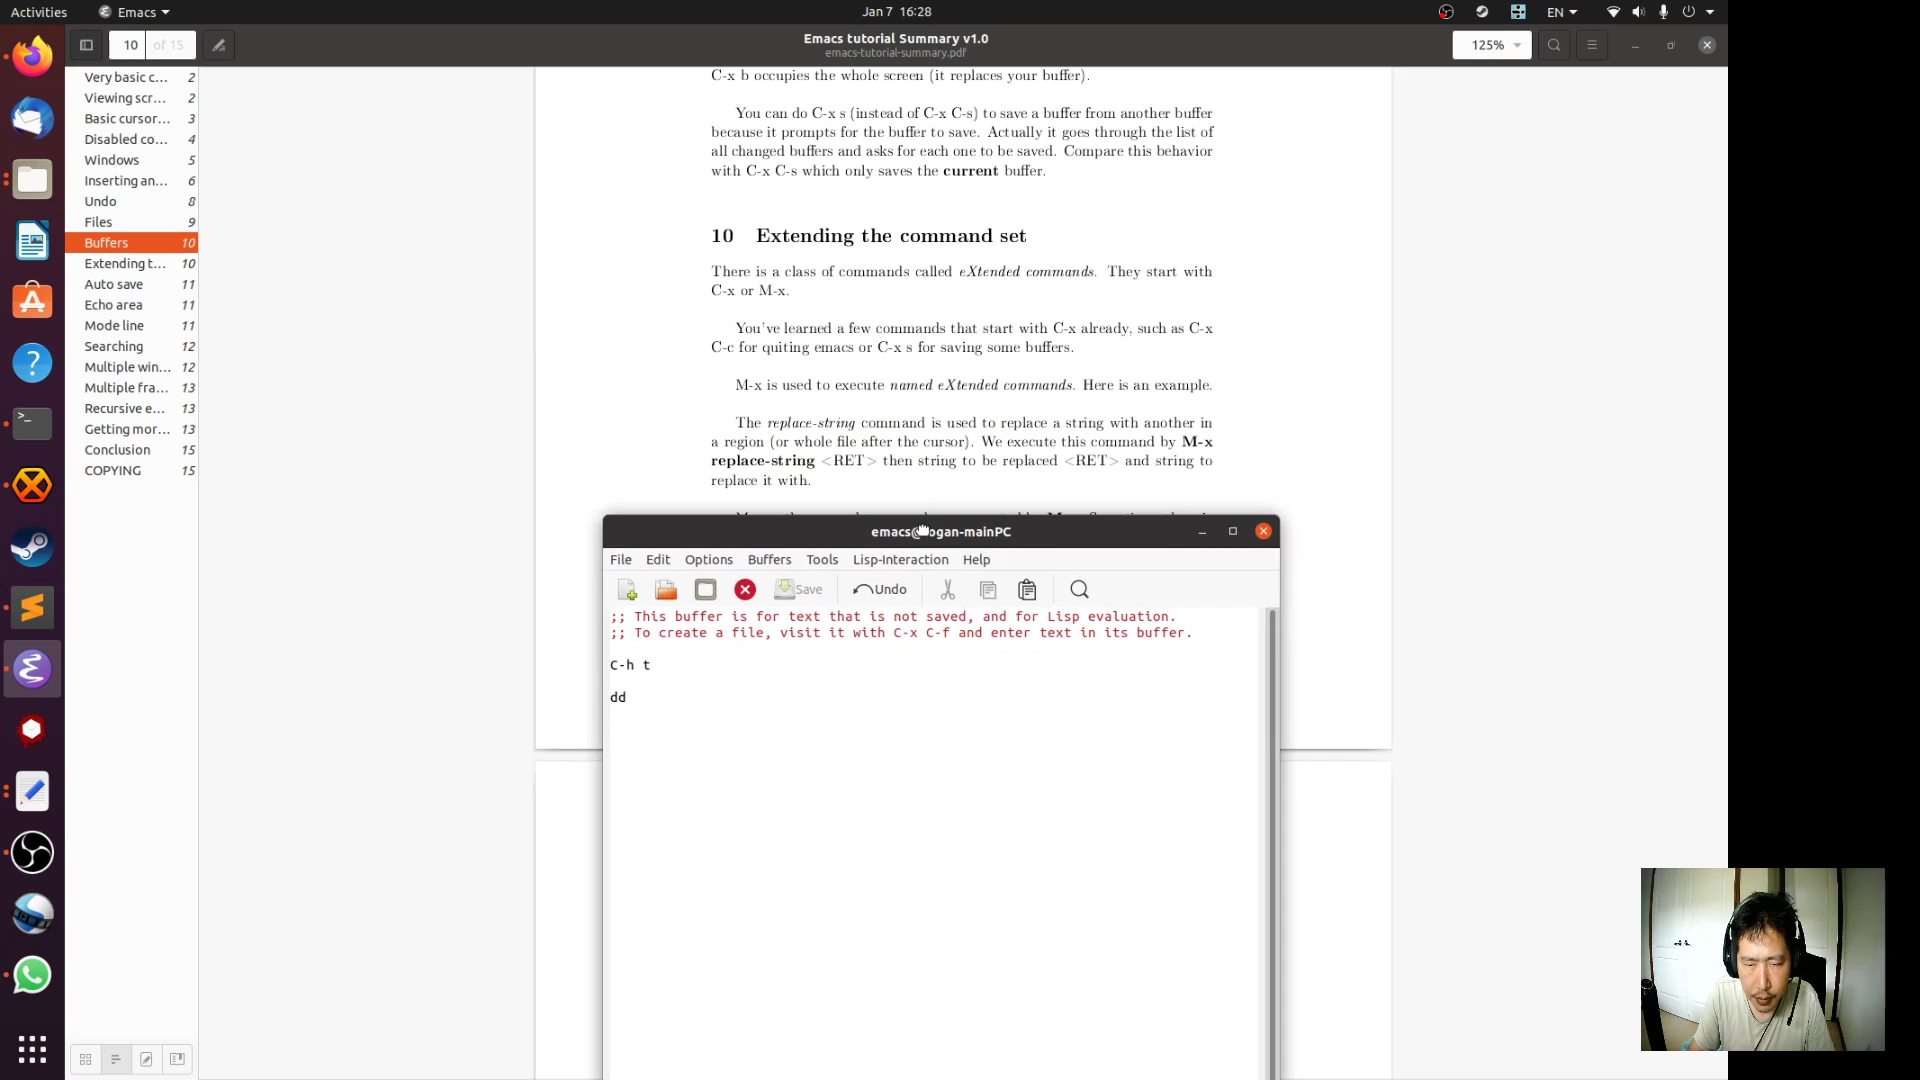 Activities
Emacs
Jan 7 16:28
EN
10 of 15
Emacs tutorial Summary v1.0
emacs-tutorial-summary.pdf
125%
Very basic c... 2
Viewing scr... 2
Basic cursor... 3
Disabled co... 4
Windows 5
Inserting an... 6
Undo 8
Files 9
Buffers 10
Extending t... 10
Auto save 11
Echo area 11
Mode line 11
Searching 12
Multiple win... 12
Multiple fra... 13
Recursive e... 13
Getting mor... 13
Conclusion 15
COPYING 15
C-x b occupies the whole screen (it replaces your buffer).
You can do C-x s (instead of C-x C-s) to save a buffer from another buffer
because it prompts for the buffer to save. Actually it goes through the list of
all changed buffers and asks for each one to be saved. Compare this behavior
with C-x C-s which only saves the current buffer.
10 Extending the command set
There is a class of commands called eXtended commands. They start with
C-x or M-x.
You've learned a few commands that start with C-x already, such as C-x
C-c for quiting emacs or C-x s for saving some buffers.
M-x is used to execute named eXtended commands. Here is an example.
The replace-string command is used to replace a string with another in
a region (or whole file after the cursor). We execute this command by M-x
replace-string <RET> then string to be replaced <RET> and string to
replace it with.
emacs@logan-mainPC
File Edit Options Buffers Tools Lisp-Interaction Help
Save
Undo
;; This buffer is for text that is not saved, and for Lisp evaluation.
;; To create a file, visit it with C-x C-f and enter text in its buffer.
C-h t
dd